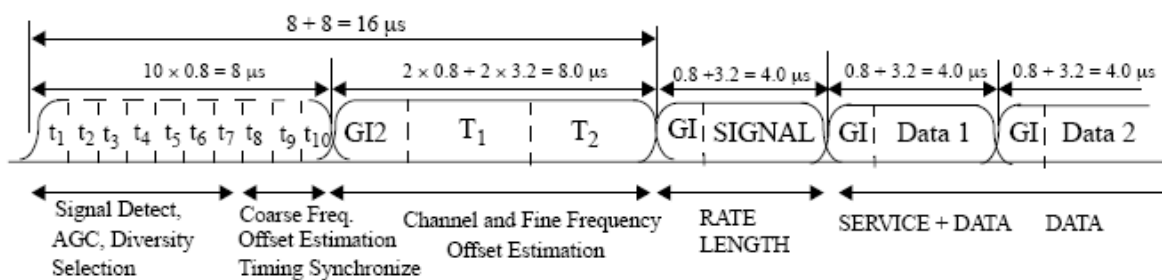 8 + 8 = 16 μs
10 × 0.8 = 8 μs
2 × 0.8 + 2 × 3.2 = 8.0 μs
0.8 +3.2 = 4.0 μs
0.8 + 3.2 = 4.0 μs
0.8 + 3.2 = 4.0 μs
t1 t2 t3 t4 t5 t6 t7 t8 t9 t10
GI2 T1 T2
GI SIGNAL
GI Data 1
GI Data 2
Signal Detect,
AGC, Diversity
Selection
Coarse Freq.
Offset Estimation
Timing Synchronize
Channel and Fine Frequency
Offset Estimation
RATE
LENGTH
SERVICE + DATA
DATA